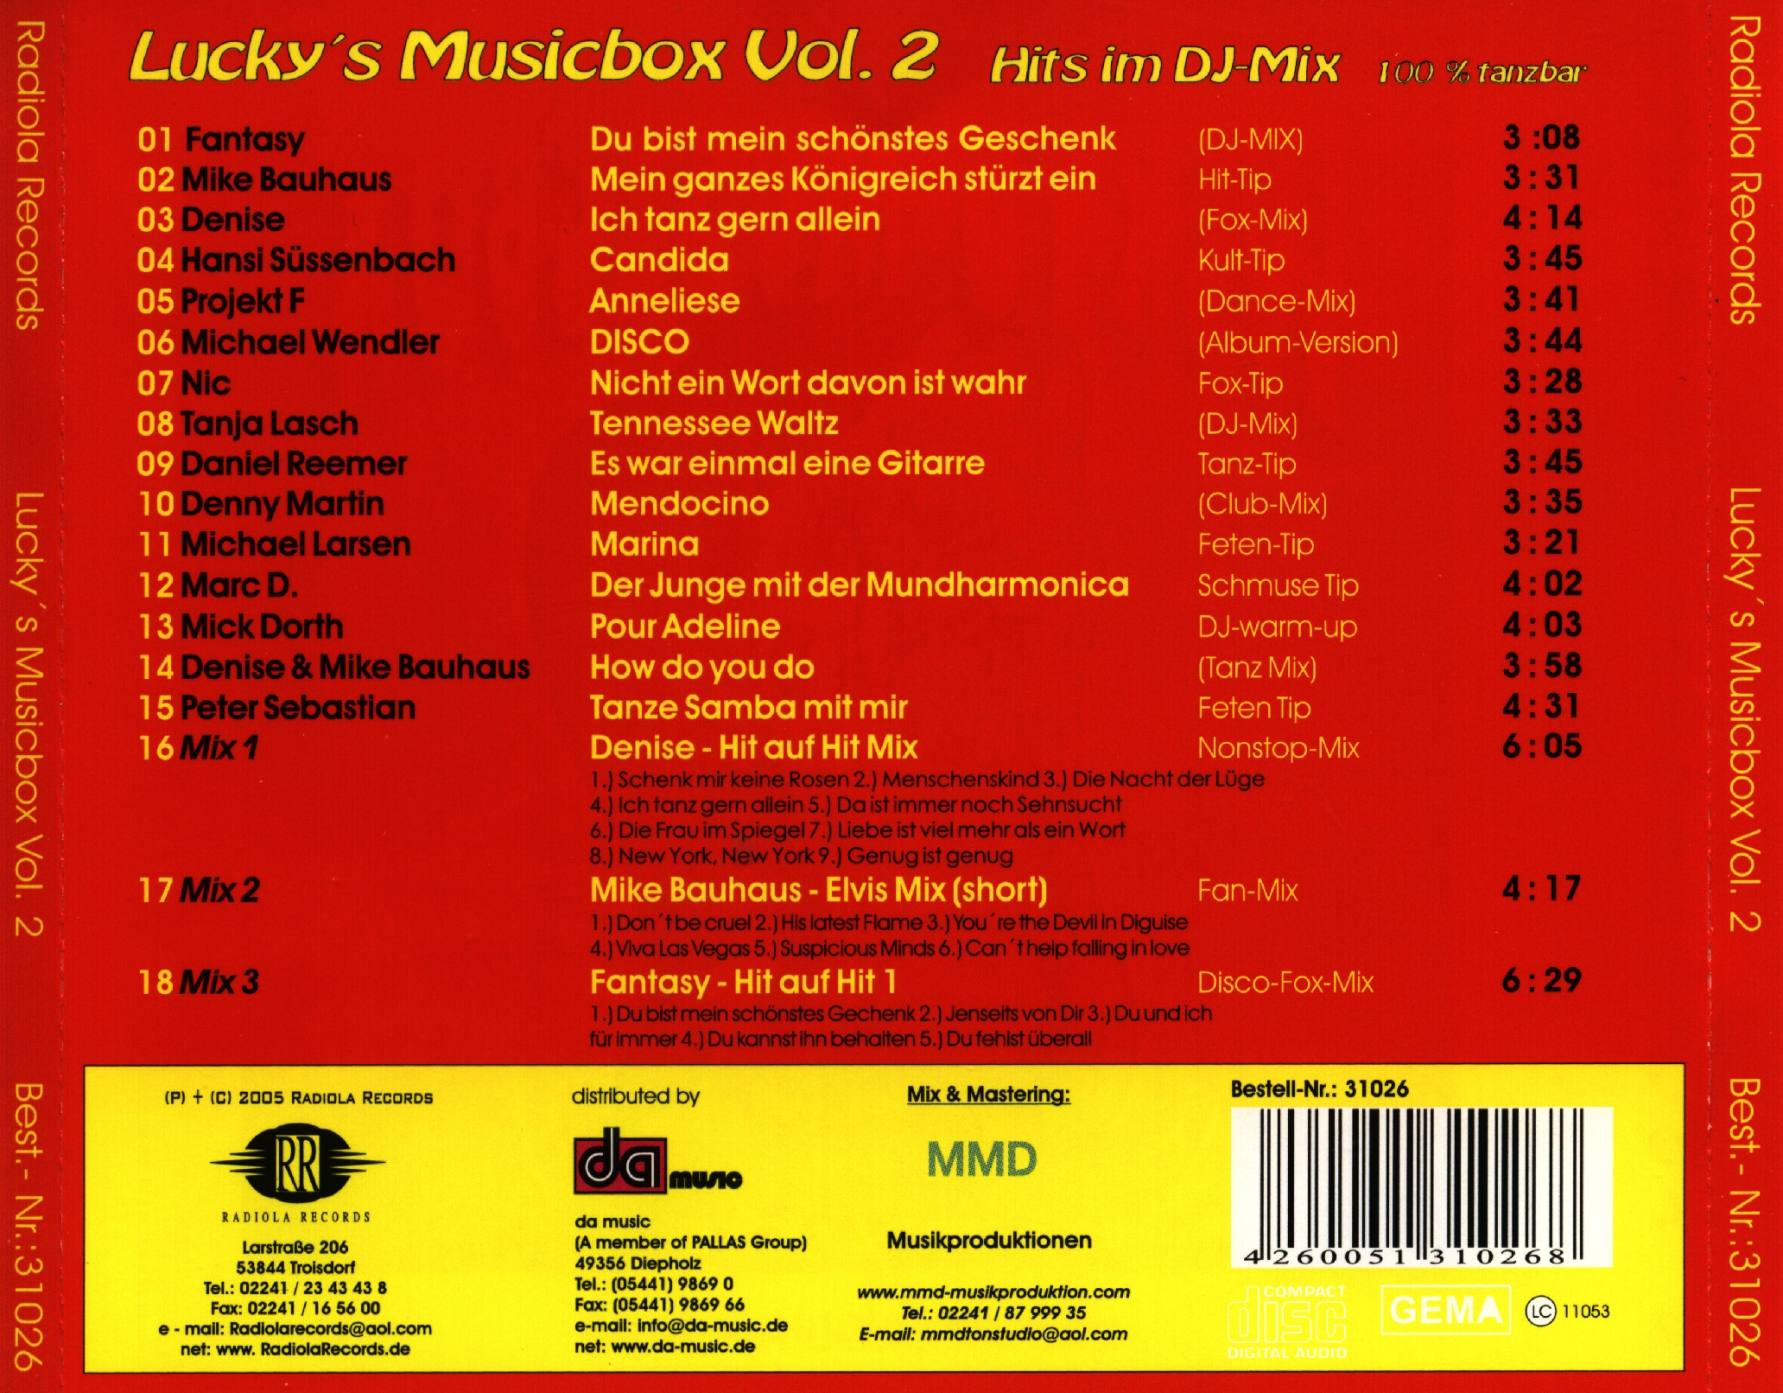 Lucky´s Musicbox Vol. 2 Hits im DJ-Mix 100 % tanzbar
01 Fantasy Du bist mein schönstes Geschenk (DJ-MIX) 3 :08
02 Mike Bauhaus Mein ganzes Königreich stürzt ein Hit-Tip 3 : 31
03 Denise Ich tanz gern allein (Fox-Mix) 4 : 14
04 Hansi Süssenbach Candida Kult-Tip 3 : 45
05 Projekt F Anneliese (Dance-Mix) 3 : 41
06 Michael Wendler DISCO (Album-Version) 3 : 44
07 Nic Nicht ein Wort davon ist wahr Fox-Tip 3 : 28
08 Tanja Lasch Tennessee Waltz (DJ-Mix) 3 : 33
09 Daniel Reemer Es war einmal eine Gitarre Tanz-Tip 3 : 45
10 Denny Martin Mendocino (Club-Mix) 3 : 35
11 Michael Larsen Marina Feten-Tip 3 : 21
12 Marc D. Der Junge mit der Mundharmonica Schmuse Tip 4 : 02
13 Mick Dorth Pour Adeline DJ-warm-up 4 : 03
14 Denise & Mike Bauhaus How do you do (Tanz Mix) 3 : 58
15 Peter Sebastian Tanze Samba mit mir Feten Tip 4 : 31
16 Mix 1 Denise - Hit auf Hit Mix Nonstop-Mix 6 : 05
1.) Schenk mir keine Rosen 2.) Menschenskind 3.) Die Nacht der Lüge
4.) Ich tanz gern allein 5.) Da ist immer noch Sehnsucht
6.) Die Frau im Spiegel 7.) Liebe ist viel mehr als ein Wort
8.) New York, New York 9.) Genug ist genug
17 Mix 2 Mike Bauhaus - Elvis Mix (short) Fan-Mix 4 : 17
1.) Don´t be cruel 2.) His latest Flame 3.) You´re the Devil in Diguise
4.) Viva Las Vegas 5.) Suspicious Minds 6.) Can´t help falling in love
18 Mix 3 Fantasy - Hit auf Hit 1 Disco-Fox-Mix 6 : 29
1.) Du bist mein schönstes Gechenk 2.) Jenseits von Dir 3.) Du und ich
für immer 4.) Du kannst ihn behalten 5.) Du fehlst überall
(P) + (C) 2005 RADIOLA RECORDS
RR
RADIOLA RECORDS
Larstraße 206
53844 Troisdorf
Tel.: 02241 / 23 43 43 8
Fax: 02241 / 16 56 00
e - mail: Radiolarecords@aol.com
net: www. RadiolaRecords.de
distributed by
da music
da music
(A member of PALLAS Group)
49356 Diepholz
Tel.: (05441) 9869 0
Fax: (05441) 9869 66
e-mail: info@da-music.de
net: www.da-music.de
Mix & Mastering:
MMD
Musikproduktionen
www.mmd-musikproduktion.com
Tel.: 02241 / 87 999 35
E-mail: mmdtonstudio@aol.com
Bestell-Nr.: 31026
4 260051 310268
COMPACT
disc
DIGITAL AUDIO
GEMA
LC 11053
Radiola Records Lucky´s Musicbox Vol. 2 Best.- Nr.:31026
Radiola Records Lucky´s Musicbox Vol. 2 Best.- Nr.:31026